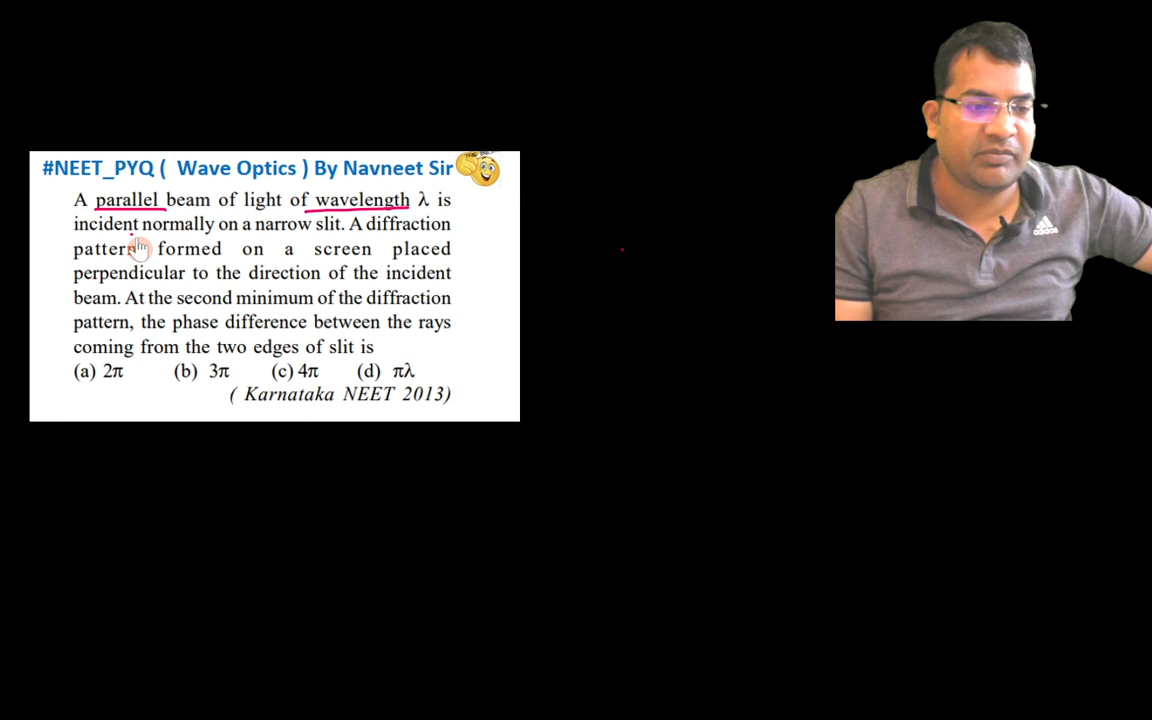 #NEET_PYQ ( Wave Optics ) By Navneet Sir
A parallel beam of light of wavelength λ is
incident normally on a narrow slit. A diffraction
pattern formed on a screen placed
perpendicular to the direction of the incident
beam. At the second minimum of the diffraction
pattern, the phase difference between the rays
coming from the two edges of slit is
(a) 2π (b) 3π (c) 4π (d) πλ
( Karnataka NEET 2013)
adidas